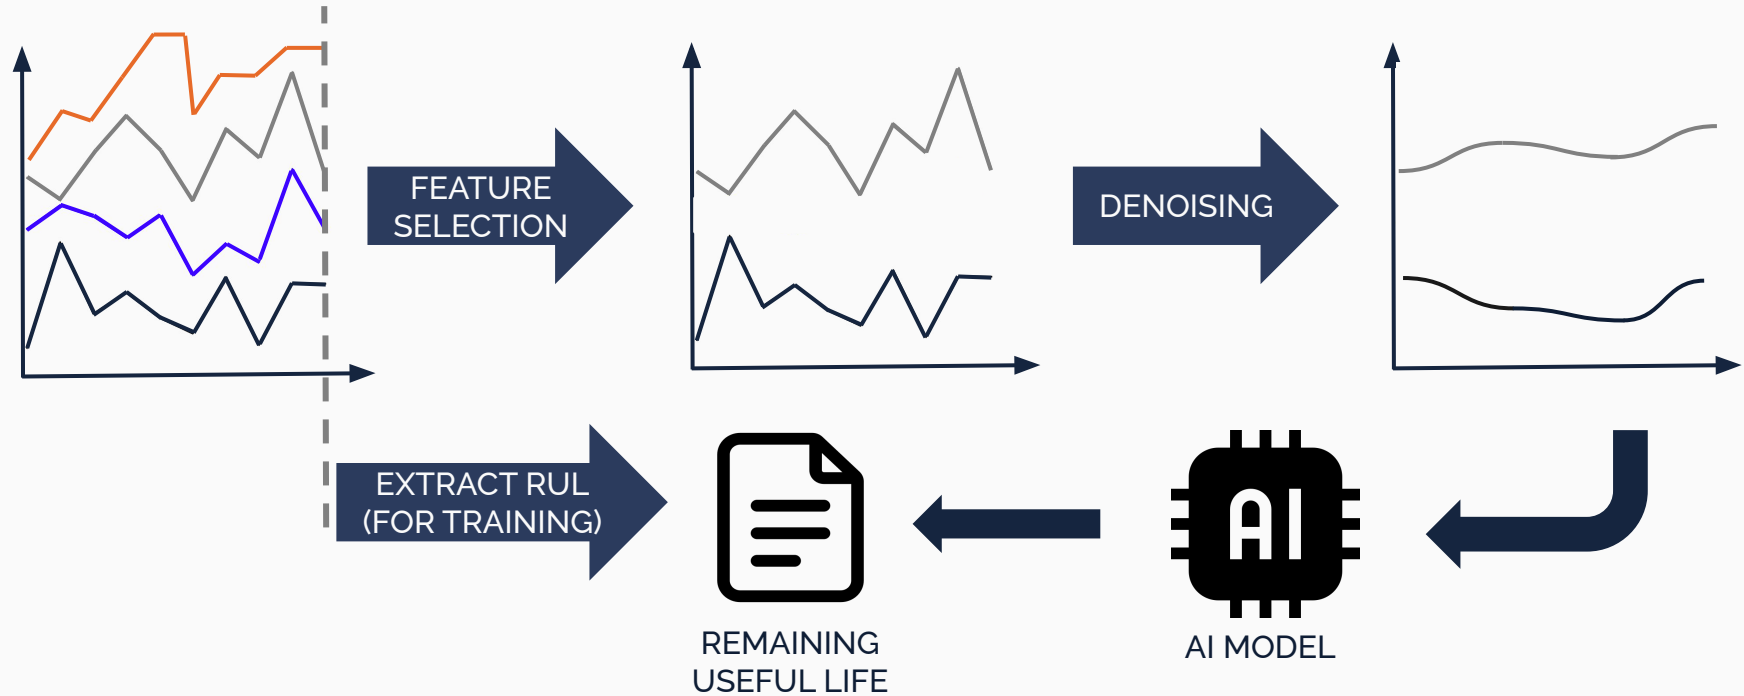 FEATURE
SELECTION
DENOISING
EXTRACT RUL
(FOR TRAINING)
AI
REMAINING
USEFUL LIFE
AI MODEL